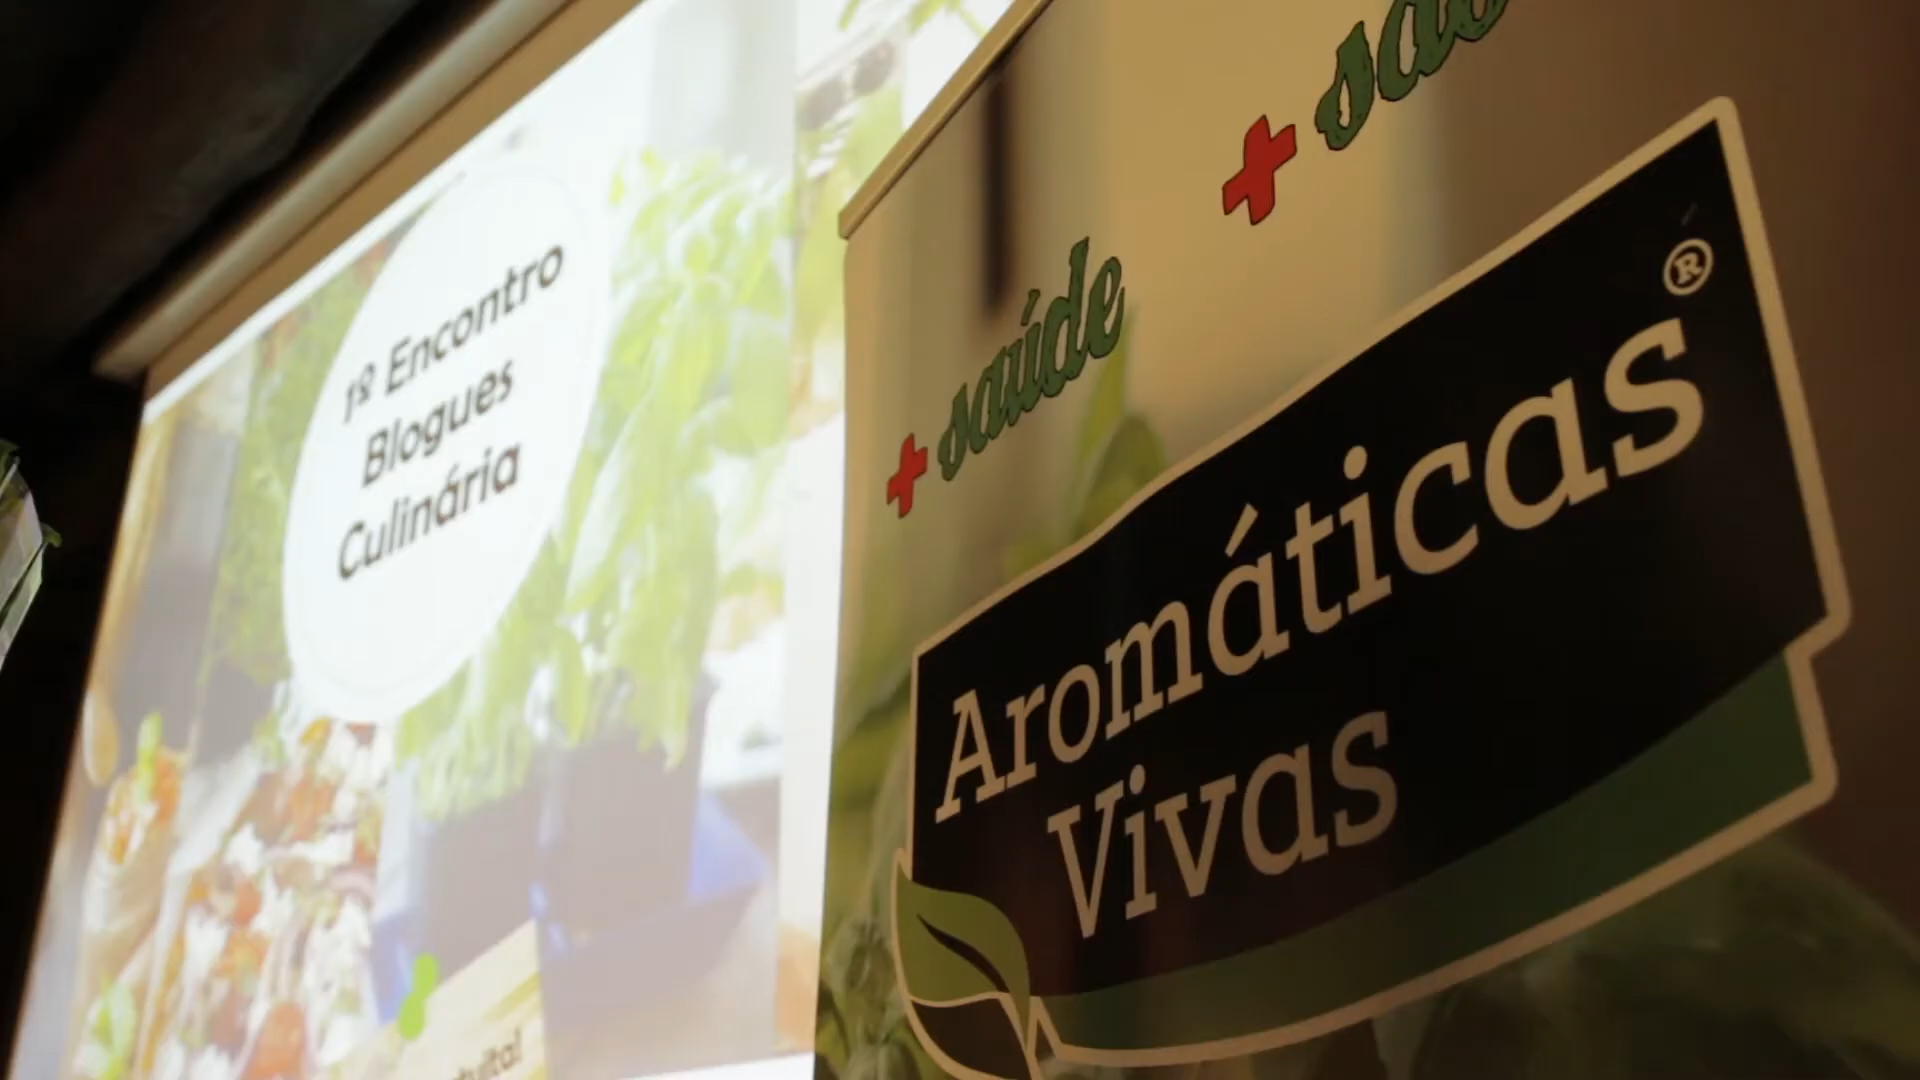 1º Encontro
Blogues
Culinária
+ saúde
+
Aromáticas
Vivas
®